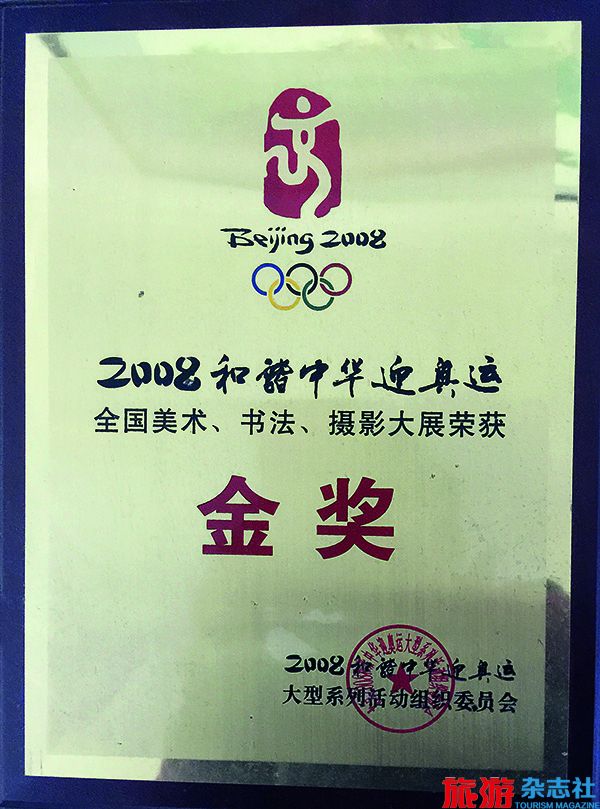 Beijing 2008
2008和谐中华迎奥运
全国美术、书法、摄影大展荣获
金奖
2008和谐中华迎奥运
大型系列活动组织委员会
旅游杂志社
TOURISM MAGAZINE